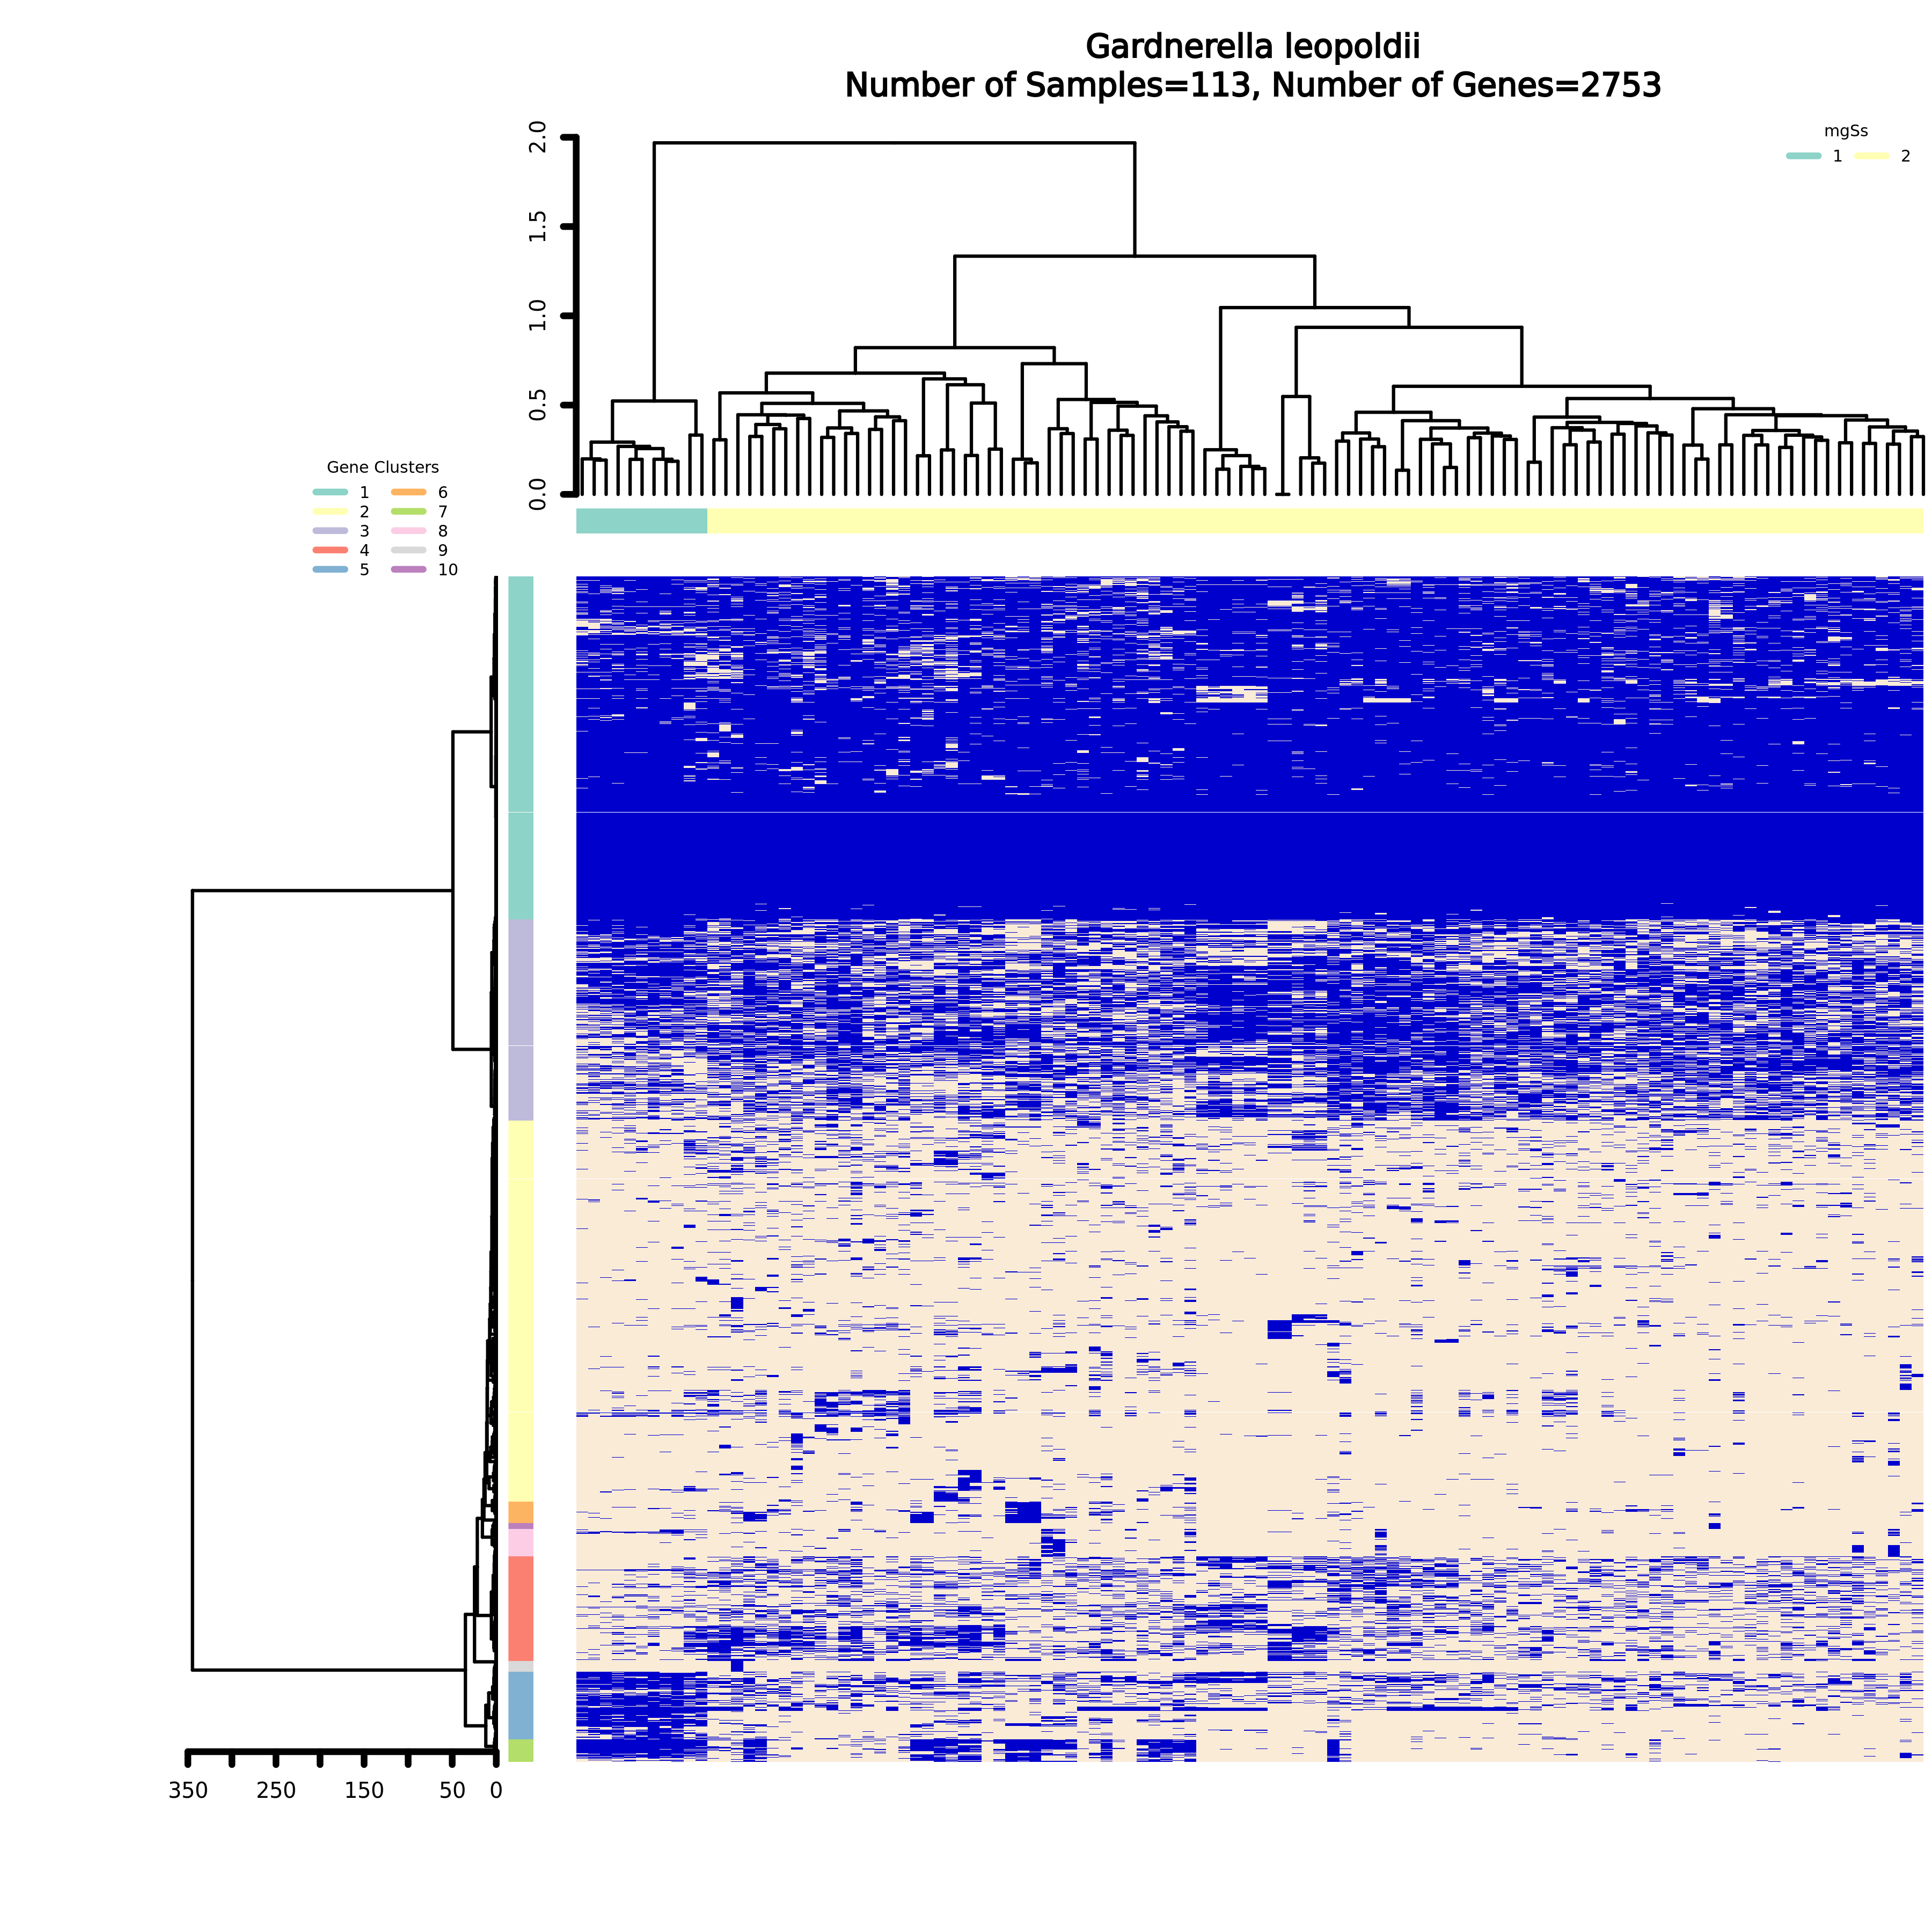 Gardnerella leopoldii
Number of Samples=113, Number of Genes=2753
mgSs
1 2
2.0
1.5
1.0
0.5
0.0
Gene Clusters
1 6
2 7
3 8
4 9
5 10
350 250 150 50 0